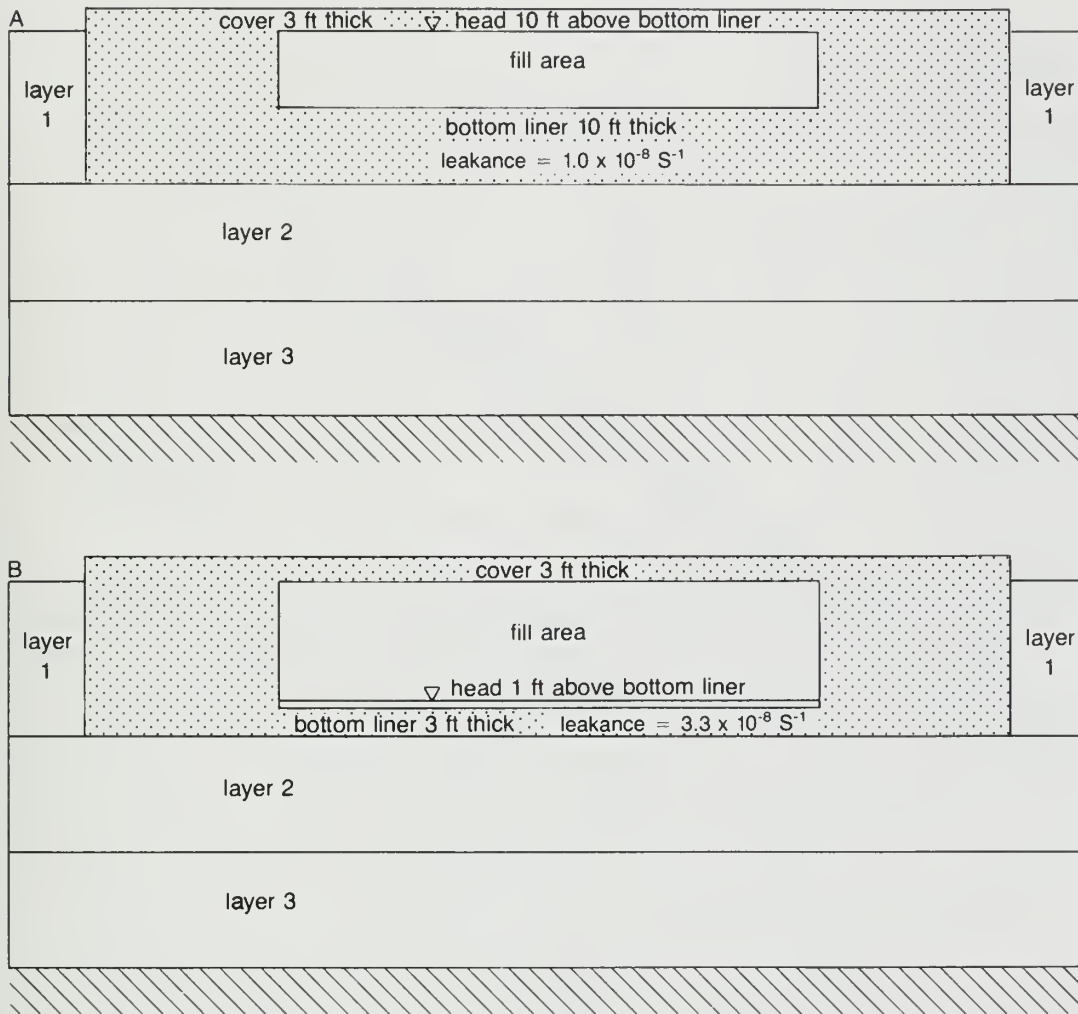 A
cover 3 ft thick ▽ head 10 ft above bottom liner
fill area
layer
1
layer
1
bottom liner 10 ft thick
leakance = 1.0 x 10⁻⁸ S⁻¹
layer 2
layer 3
B
cover 3 ft thick
layer
1
fill area
layer
1
▽ head 1 ft above bottom liner
bottom liner 3 ft thick leakance = 3.3 x 10⁻⁸ S⁻¹
layer 2
layer 3